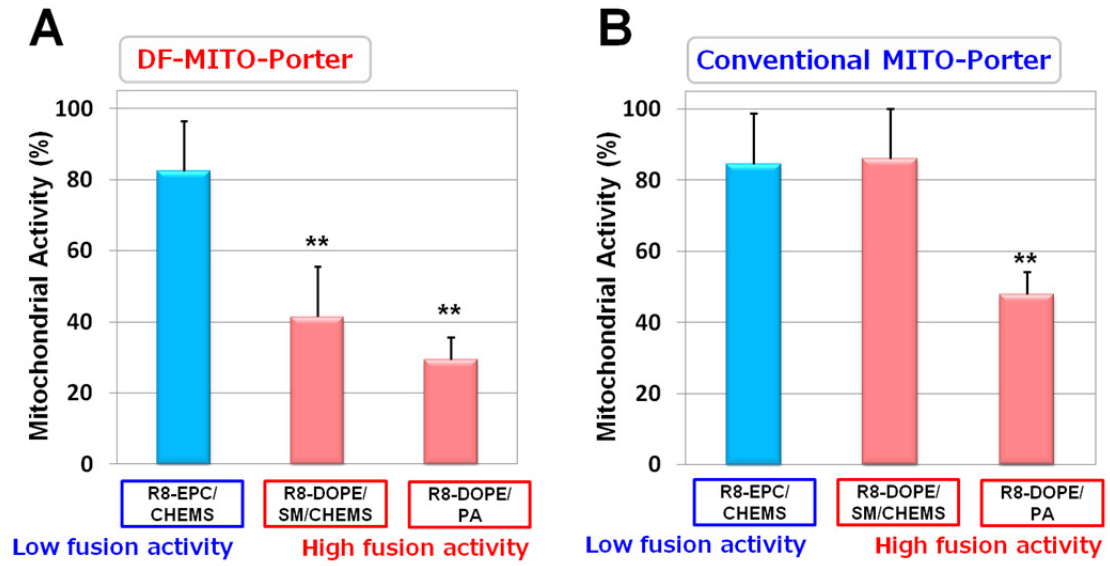 A
DF-MITO-Porter
Mitochondrial Activity (%)
100
80
60
40
20
0
**
**
R8-EPC/
CHEMS
R8-DOPE/
SM/CHEMS
R8-DOPE/
PA
Low fusion activity
High fusion activity
B
Conventional MITO-Porter
Mitochondrial Activity (%)
100
80
60
40
20
0
**
R8-EPC/
CHEMS
R8-DOPE/
SM/CHEMS
R8-DOPE/
PA
Low fusion activity
High fusion activity